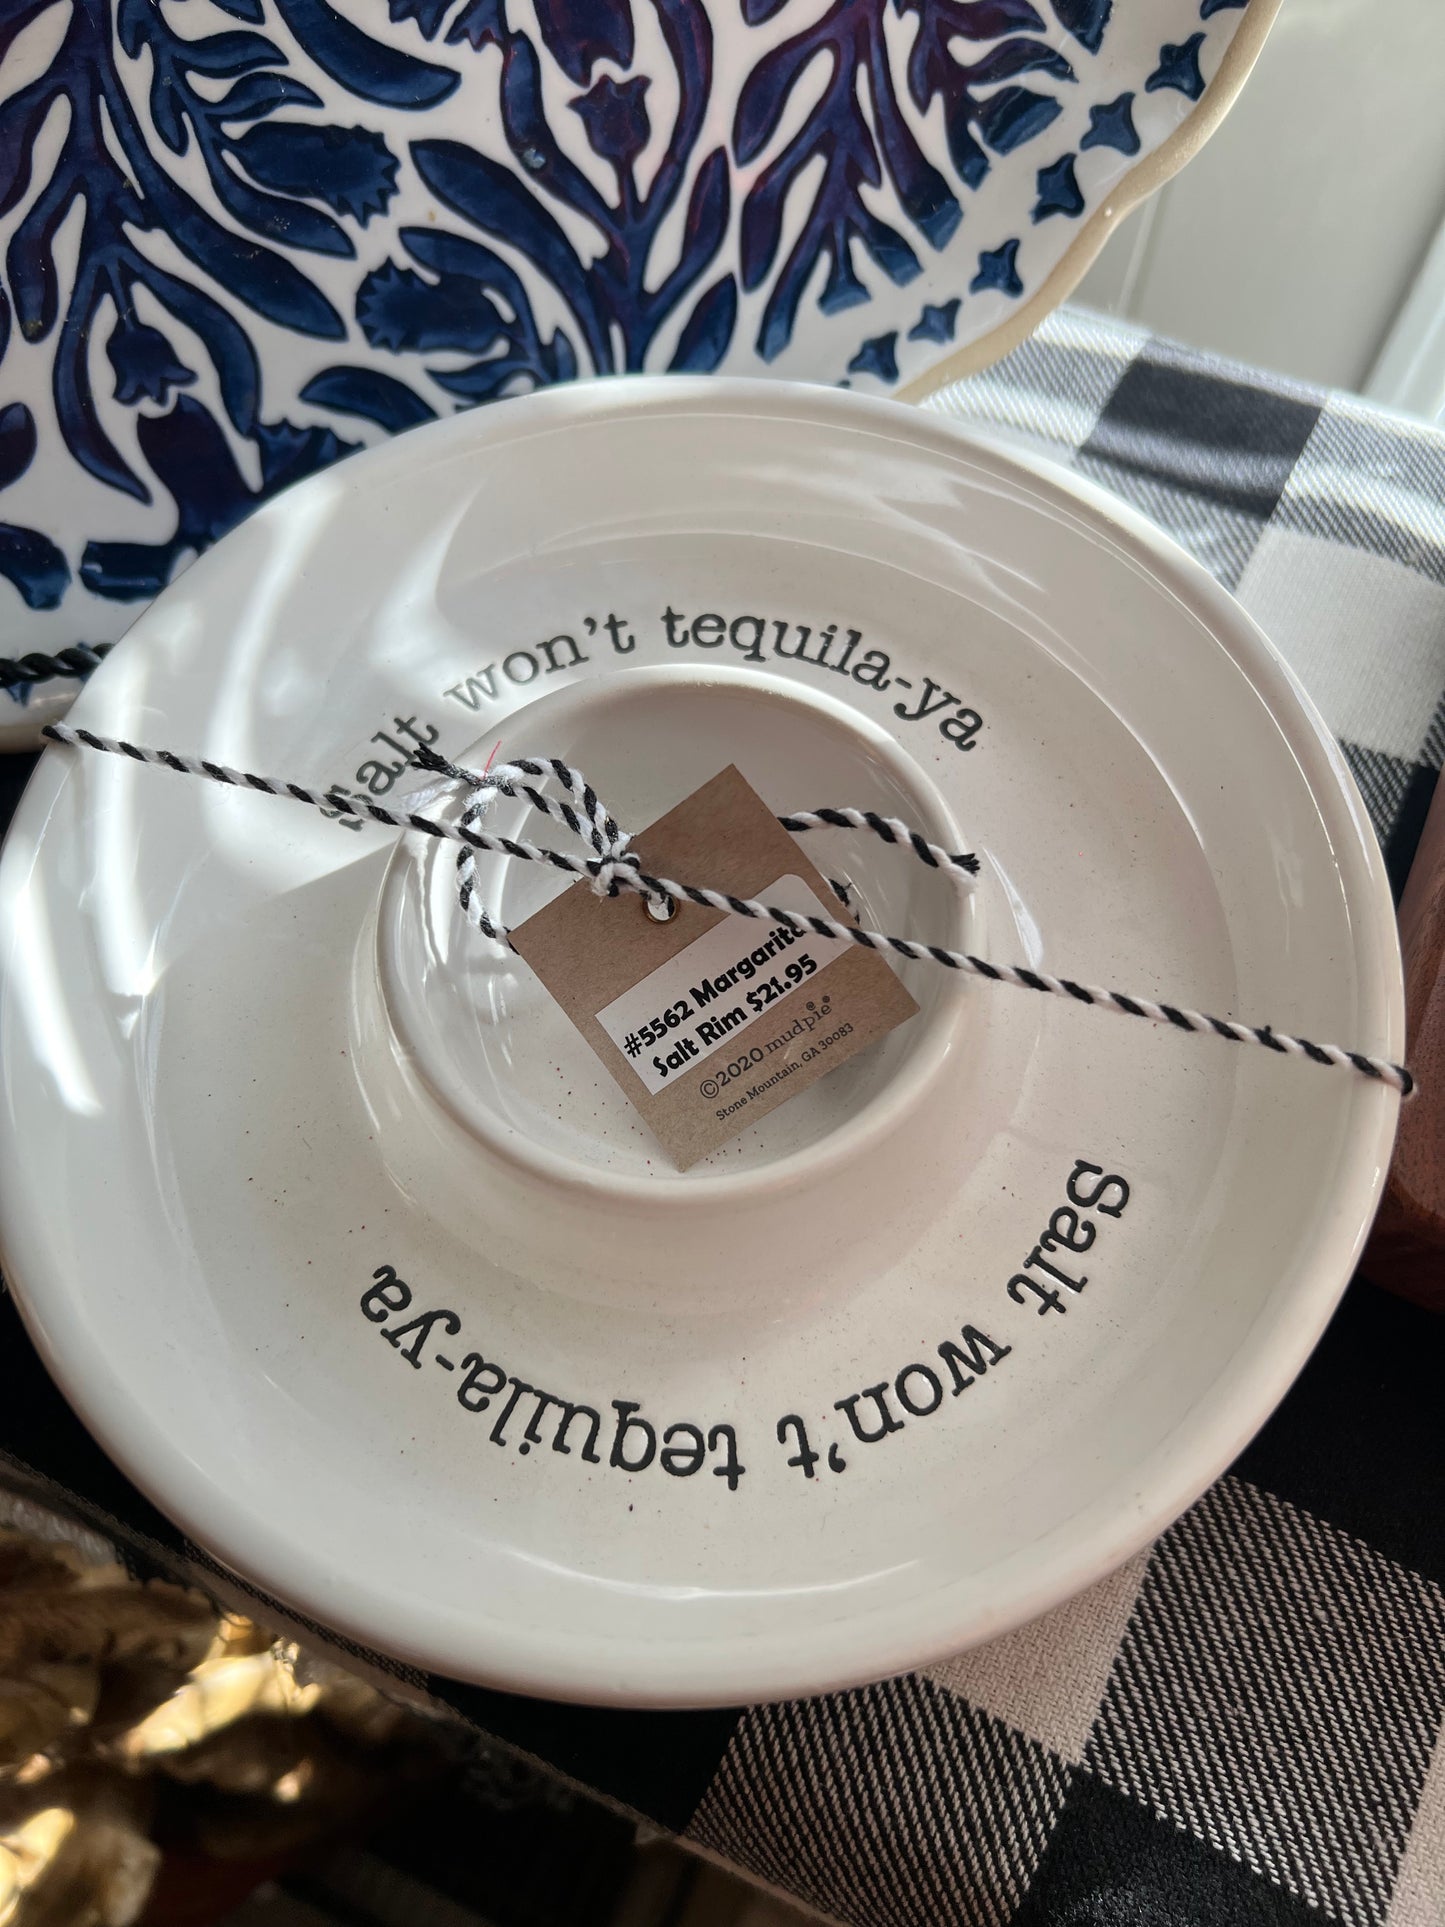 Salt won't tequila-ya
#5562 Margarita
Salt Rim $21.95
©2020 mudpie®
Stone Mountain, GA 30083
Salt won't tequila-ya